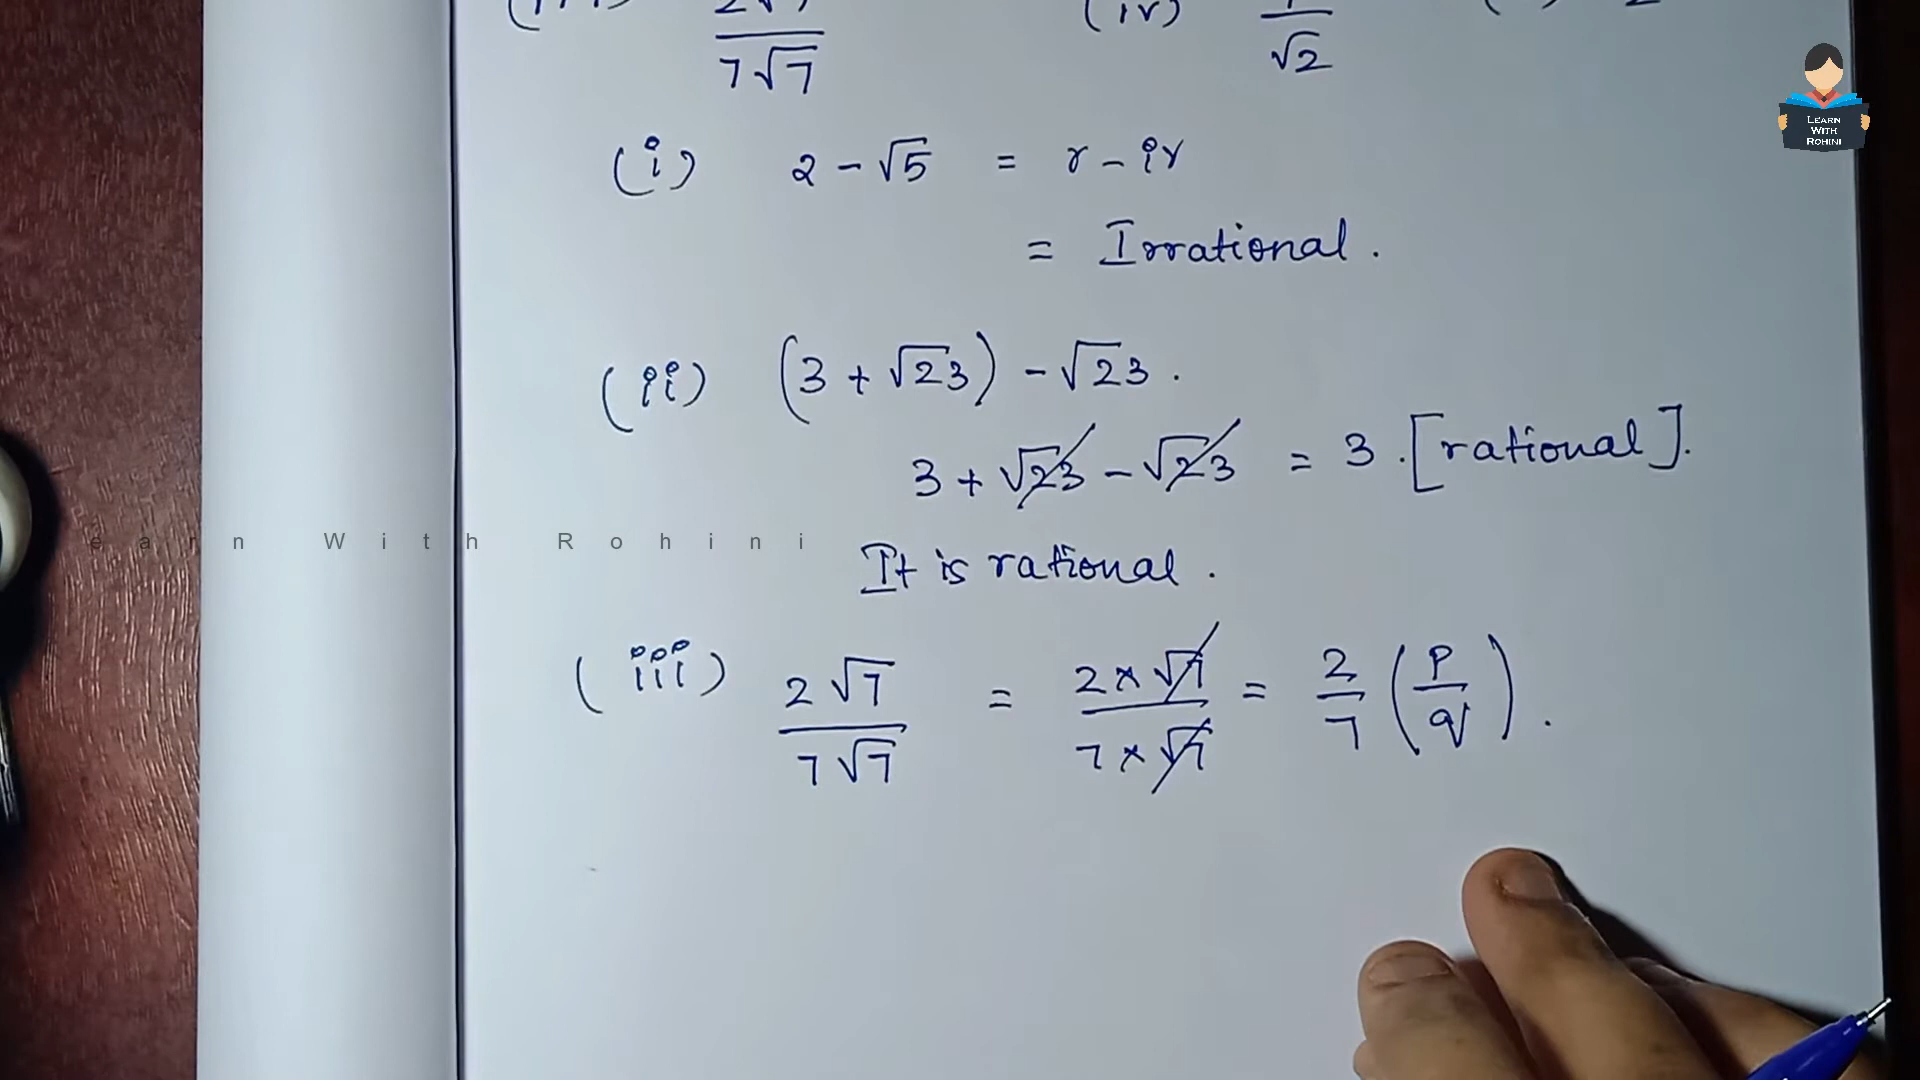 2√7 / 7√7
(iv) / √2
LEARN
WITH
ROHINI
(i) 2 - √5 = r - ir
= Irrational.
(ii) (3 + √23) - √23.
3 + √23 - √23 = 3. [rational].
earn With Rohini
It is rational.
(iii) 2√7 / 7√7 = 2 × √7 / 7 × √7 = 2/7 (p/q).